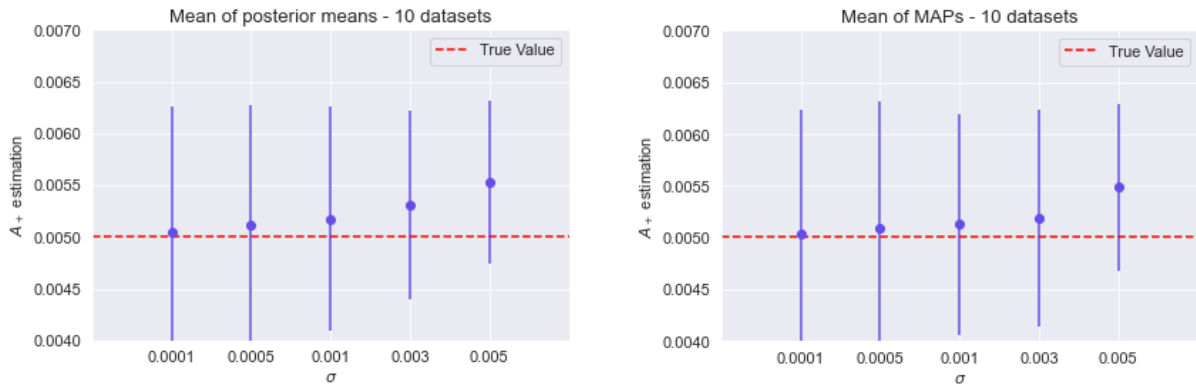 Mean of posterior means - 10 datasets
0.0070
0.0065
0.0060
0.0055
0.0050
0.0045
0.0040
A+ estimation
True Value
0.0001 0.0005 0.001 0.003 0.005
σ
Mean of MAPs - 10 datasets
0.0070
0.0065
0.0060
0.0055
0.0050
0.0045
0.0040
A+ estimation
True Value
0.0001 0.0005 0.001 0.003 0.005
σ